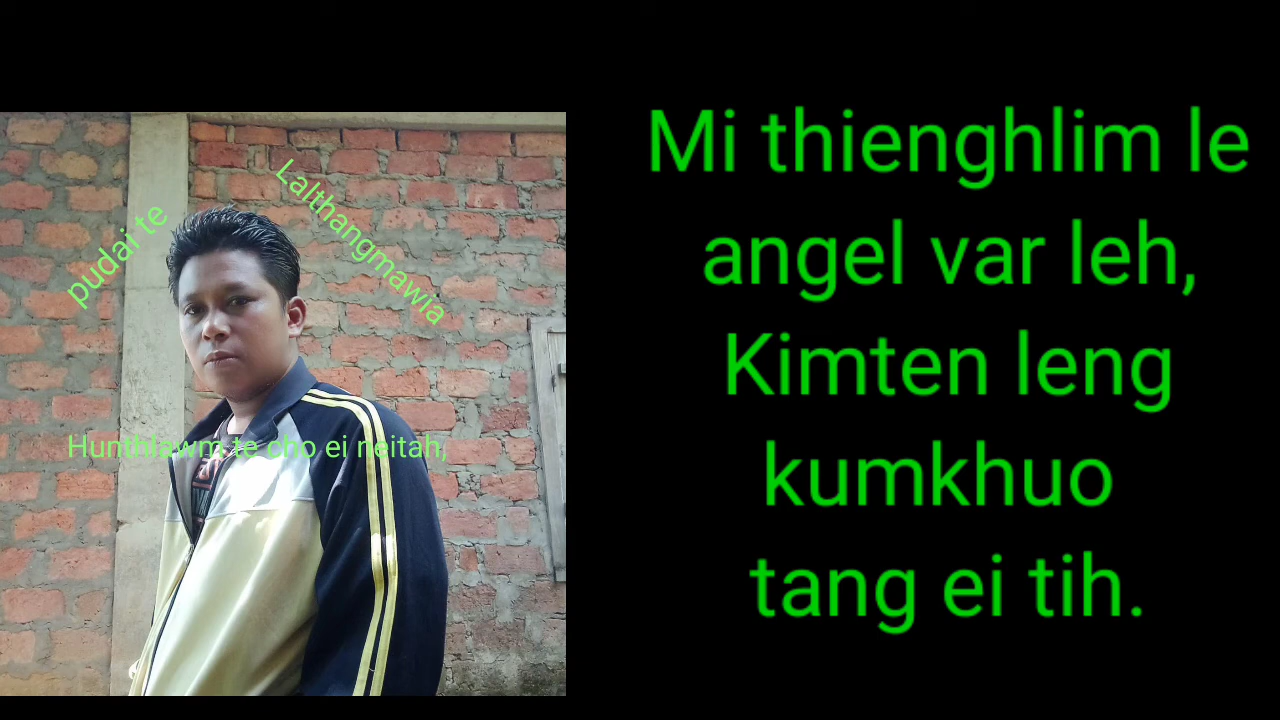 pudai te
Lalthangmawia
Hunthlawm te cho ei neitah,
Mi thienghlim le
angel var leh,
Kimten leng
kumkhuo
tang ei tih.